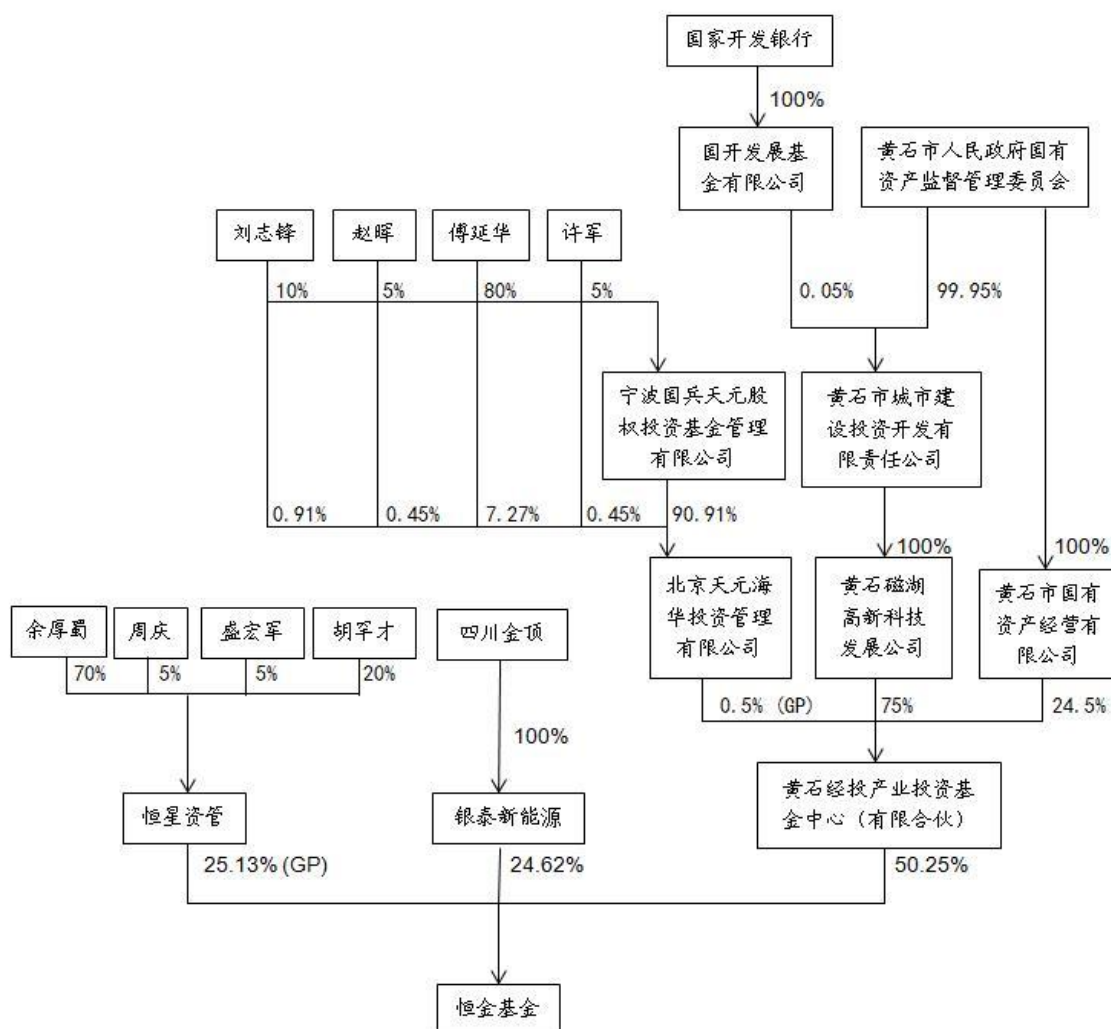 国家开发银行
100%
国开发展基
金有限公司
黄石市人民政府国有
资产监督管理委员会
刘志锋
赵晖
傅延华
许军
10%
5%
80%
5%
0.05%
99.95%
宁波国兵天元股
权投资基金管理
有限公司
黄石市城市建
设投资开发有
限责任公司
0.91%
0.45%
7.27%
0.45%
90.91%
100%
100%
北京天元海
华投资管理
有限公司
黄石磁湖
高新科技
发展公司
黄石市国有
资产经营有
限公司
余厚蜀
周庆
盛宏军
胡罕才
四川金顶
70%
5%
5%
20%
0.5% (GP)
75%
24.5%
100%
恒星资管
银泰新能源
黄石经投产业投资基
金中心（有限合伙）
25.13% (GP)
24.62%
50.25%
恒金基金